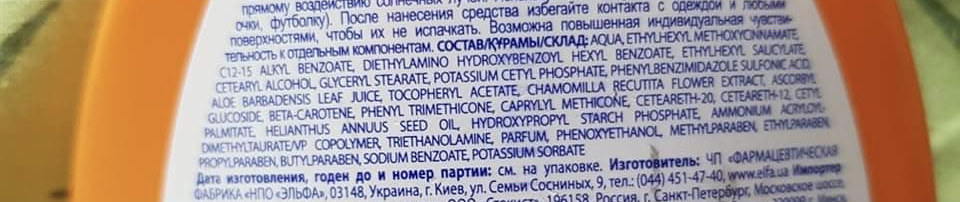 прямому воздействию солнечных
очки, футболку). После нанесения средства избегайте контакта с одеждой и любыми
поверхностями, чтобы их не испачкать. Возможна повышенная индивидуальная чувстви-
тельность к отдельным компонентам. СОСТАВ/ҚҰРАМЫ/СКЛАД: AQUA, ETHYLHEXYL METHOXYCINNAMATE,
C12-15 ALKYL BENZOATE, DIETHYLAMINO HYDROXYBENZOYL HEXYL BENZOATE, ETHYLHEXYL SALICYLATE,
CETEARYL ALCOHOL, GLYCERYL STEARATE, POTASSIUM CETYL PHOSPHATE, PHENYLBENZIMIDAZOLE SULFONIC ACID,
ALOE BARBADENSIS LEAF JUICE, TOCOPHERYL ACETATE, CHAMOMILLA RECUTITA FLOWER EXTRACT, ASCORBYL
GLUCOSIDE, BETA-CAROTENE, PHENYL TRIMETHICONE, CAPRYLYL METHICONE, CETEARETH-20, CETEARETH-12, CETYL
PALMITATE, HELIANTHUS ANNUUS SEED OIL, HYDROXYPROPYL STARCH PHOSPHATE, AMMONIUM ACRYLOYL-
DIMETHYLTAURATE/VP COPOLYMER, TRIETHANOLAMINE, PARFUM, PHENOXYETHANOL, METHYLPARABEN, ETHYLPARABEN,
PROPYLPARABEN, BUTYLPARABEN, SODIUM BENZOATE, POTASSIUM SORBATE
Дата изготовления, годен до и номер партии: см. на упаковке. Изготовитель: ЧП «ФАРМАЦЕВТИЧЕСКАЯ
ФАБРИКА «НПО «ЭЛЬФА», 03148, Украина, г. Киев, ул. Семьи Сосниных, 9, тел.: (044) 451-47-40, www.elfa.ua Импортер
196158, Россия, г. Санкт-Петербург, Московское шоссе,